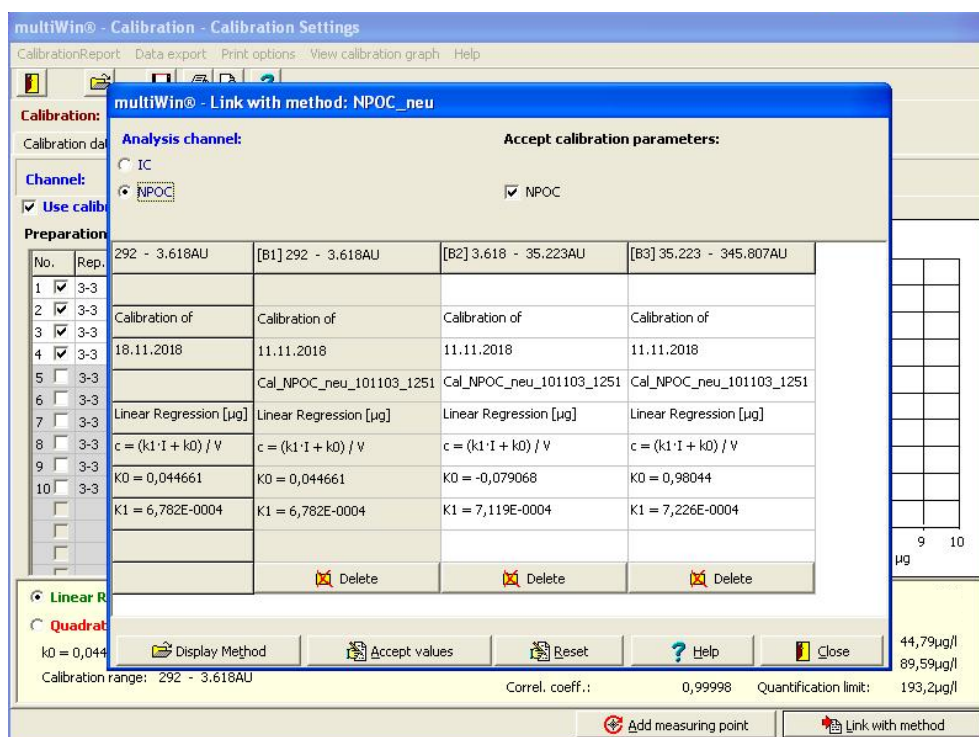 multiWin® - Calibration - Calibration Settings
CalibrationReport Data export Print options View calibration graph Help
multiWin® - Link with method: NPOC_neu
Calibration:
Calibration dat
Channel:
Use calib
Preparation
No. Rep.
1 3-3
2 3-3
3 3-3
4 3-3
5 3-3
6 3-3
7 3-3
8 3-3
9 3-3
10 3-3
Analysis channel: Accept calibration parameters:
IC
NPOC NPOC
292 - 3.618AU [B1] 292 - 3.618AU [B2] 3.618 - 35.223AU [B3] 35.223 - 345.807AU
Calibration of Calibration of Calibration of Calibration of
18.11.2018 11.11.2018 11.11.2018 11.11.2018
Cal_NPOC_neu_101103_1251 Cal_NPOC_neu_101103_1251 Cal_NPOC_neu_101103_1251
Linear Regression [µg] Linear Regression [µg] Linear Regression [µg] Linear Regression [µg]
c = (k1·I + k0) / V c = (k1·I + k0) / V c = (k1·I + k0) / V c = (k1·I + k0) / V
K0 = 0,044661 K0 = 0,044661 K0 = -0,079068 K0 = 0,98044
K1 = 6,782E-0004 K1 = 6,782E-0004 K1 = 7,119E-0004 K1 = 7,226E-0004
Delete Delete Delete
Display Method Accept values Reset ? Help Close
9 10
µg
Linear R
Quadrat
k0 = 0,044
Calibration range: 292 - 3.618AU
44,79µg/l
89,59µg/l
Correl. coeff.: 0,99998 Quantification limit: 193,2µg/l
Add measuring point Link with method